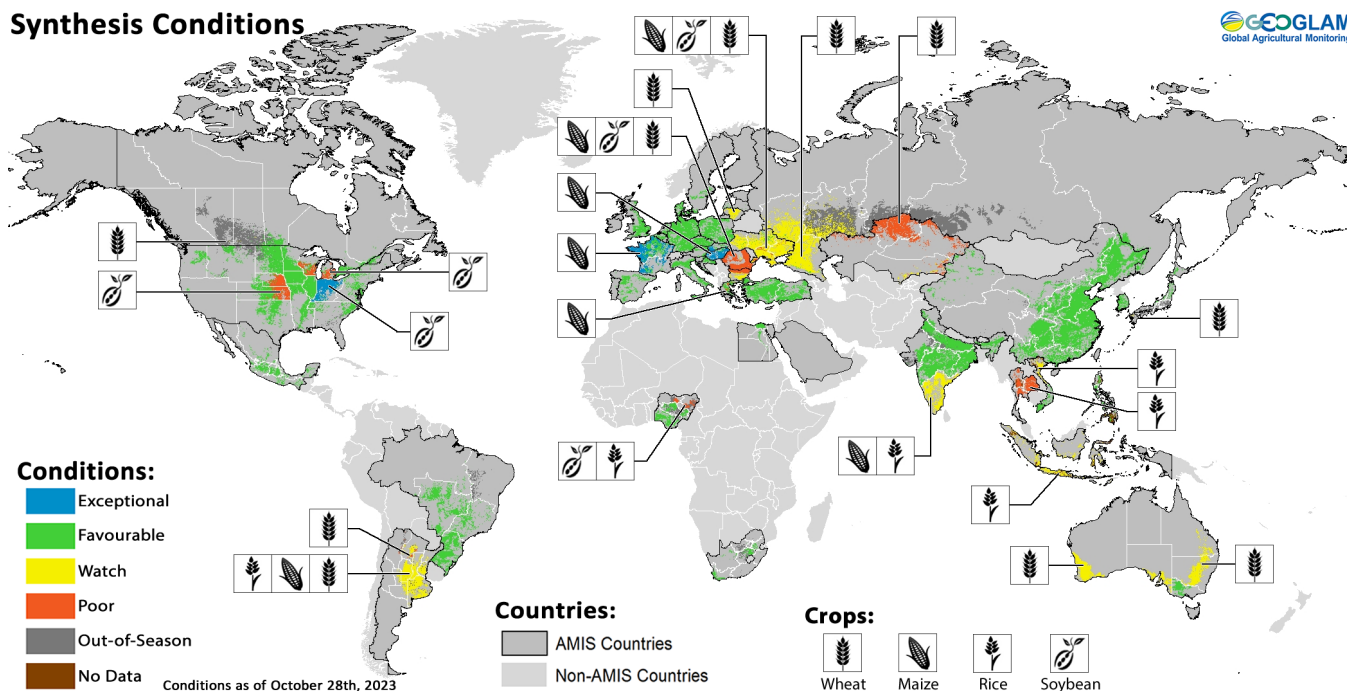 Synthesis Conditions
GEOGLAM
Global Agricultural Monitoring
Conditions:
Exceptional
Favourable
Watch
Poor
Out-of-Season
No Data
Conditions as of October 28th, 2023
Countries:
AMIS Countries
Non-AMIS Countries
Crops:
Wheat
Maize
Rice
Soybean